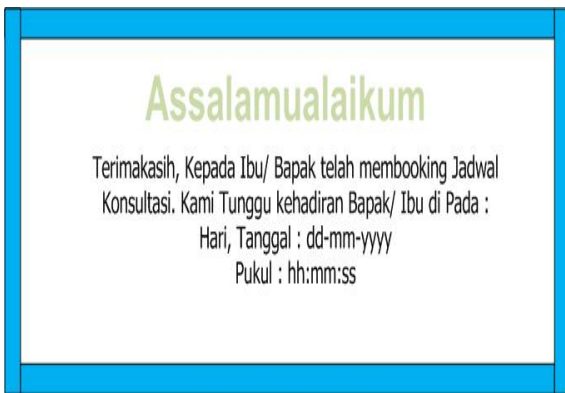 Assalamualaikum
Terimakasih, Kepada Ibu/ Bapak telah membooking Jadwal
Konsultasi. Kami Tunggu kehadiran Bapak/ Ibu di Pada :
Hari, Tanggal : dd-mm-yyyy
Pukul : hh:mm:ss